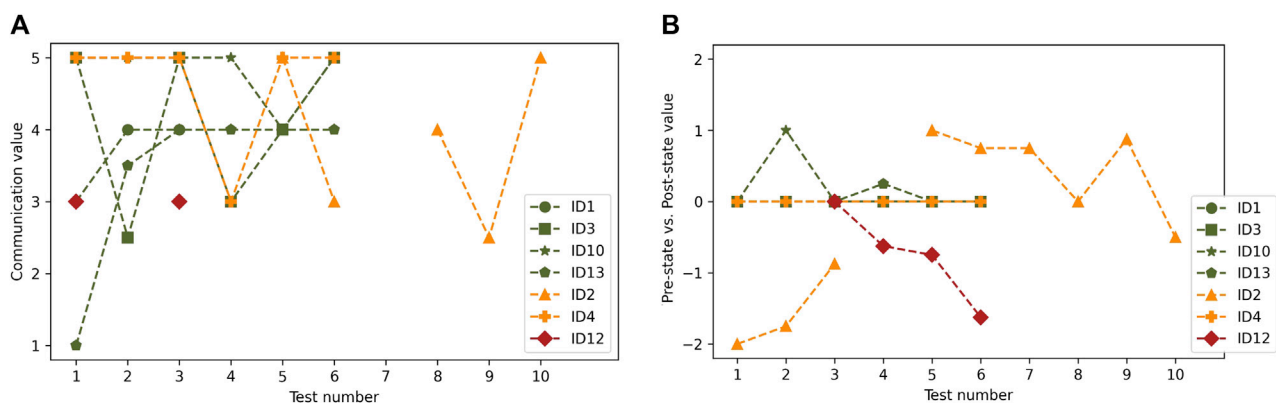 A
Communication value
5
4
3
2
1
1 2 3 4 5 6 7 8 9 10
Test number
ID1
ID3
ID10
ID13
ID2
ID4
ID12
B
Pre-state vs. Post-state value
2
1
0
−1
−2
1 2 3 4 5 6 7 8 9 10
Test number
ID1
ID3
ID10
ID13
ID2
ID4
ID12